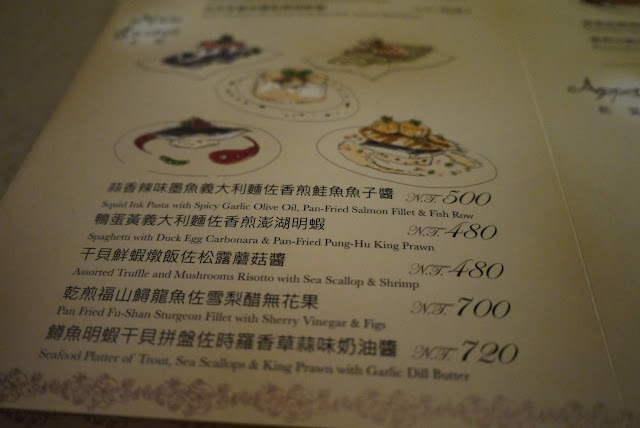 蒜香辣味墨魚義大利麵佐香煎鮭魚魚子醬 N.T. 500
Squid Ink Pasta with Spicy Garlic Olive Oil, Pan-Fried Salmon Fillet & Fish Row
鴨蛋黃義大利麵佐香煎澎湖明蝦 N.T. 480
Spaghetti with Duck Egg Carbonara & Pan-Fried Pung-Hu King Prawn
干貝鮮蝦燉飯佐松露蘑菇醬 N.T. 480
Assorted Truffle and Mushrooms Risotto with Sea Scallop & Shrimp
乾煎福山鱘龍魚佐雪梨醋無花果 N.T. 700
Pan Fried Fu-Shan Sturgeon Fillet with Sherry Vinegar & Figs
鱒魚明蝦干貝拼盤佐時羅香草蒜味奶油醬 N.T. 720
Seafood Platter of Trout, Sea Scallops & King Prawn with Garlic Dill Butter